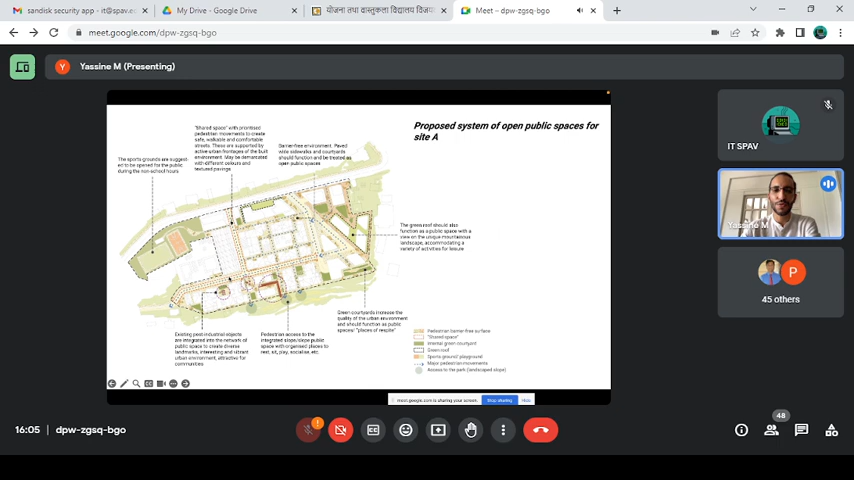 sandisk security app - it@spav.ec
My Drive - Google Drive
योजना तथा वास्तुकला विद्यालय विजय
Meet – dpw-zgsq-bgo
meet.google.com/dpw-zgsq-bgo
Y
Yassine M (Presenting)
Proposed system of open public spaces for
site A
"Shared space" with prioritised
pedestrian movements to create
safe, walkable and comfortable
streets. These are supported by
active urban frontages of the built
environment. May be demarcated
with different colours and
textured pavings
Barrier-free environment. Paved
wide sidewalks and courtyards
should function and be treated as
open public spaces
The sports grounds are suggest-
ed to be opened for the public
during the non-school hours
The green roof should also
function as a public space with a
view on the unique mountainous
landscape, accommodating a
variety of activities for leisure
Green courtyards increase the
quality of the urban environment
and should function as public
spaces/ "places of respite"
Existing post-industrial objects
are integrated into the network of
public space to create diverse
landmarks, interesting and vibrant
urban environment, attractive for
communities
Pedestrian access to the
integrated slope/slope public
space with organised places to
rest, sit, play, socialise, etc.
Pedestrian barrier-free surface
"Shared space"
Internal green courtyard
Green roof
Sports ground/ playground
Major pedestrian movements
Access to the park (landscaped slope)
meet.google.com is sharing your screen.
Stop sharing
Hide
IT SPAV
Yassine M
P
45 others
16:05
dpw-zgsq-bgo
48